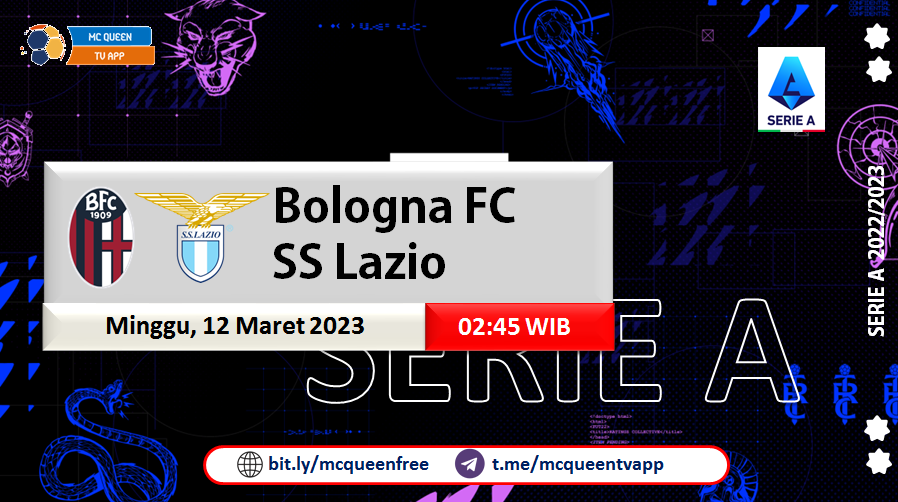 MC QUEEN
TV APP
SERIE A
BFC
1909
S.S.LAZIO
Bologna FC
SS Lazio
Minggu, 12 Maret 2023
02:45 WIB
SERIE A 2022/2023
SERIE A
bit.ly/mcqueenfree
t.me/mcqueentvapp